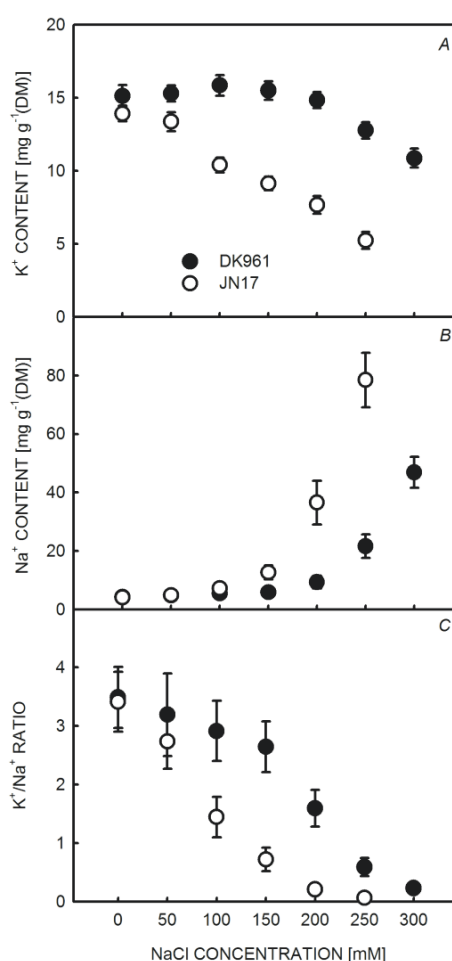 20
A
15
10
5
0
K⁺ CONTENT [mg g⁻¹(DM)]
DK961
JN17
B
80
60
40
20
0
Na⁺ CONTENT [mg g⁻¹(DM)]
C
4
3
2
1
0
K⁺/Na⁺ RATIO
0 50 100 150 200 250 300
NaCl CONCENTRATION [mM]